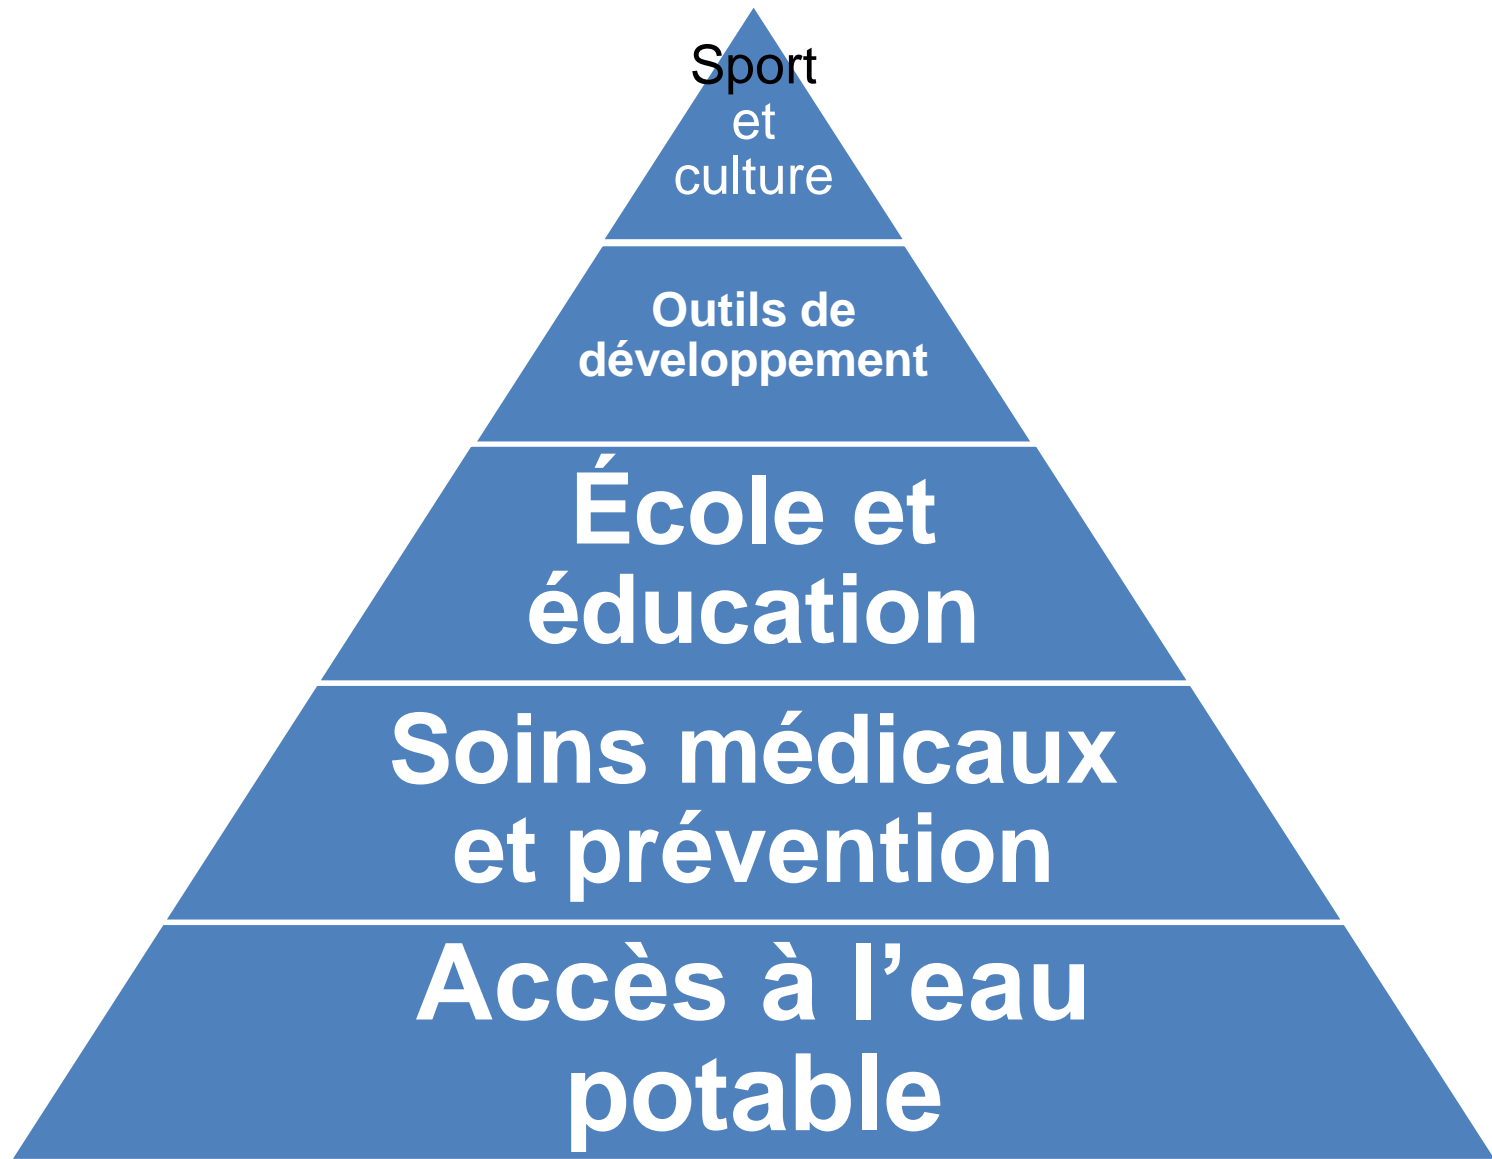 Sport
et
culture
Outils de
développement
École et
éducation
Soins médicaux
et prévention
Accès à l’eau
potable